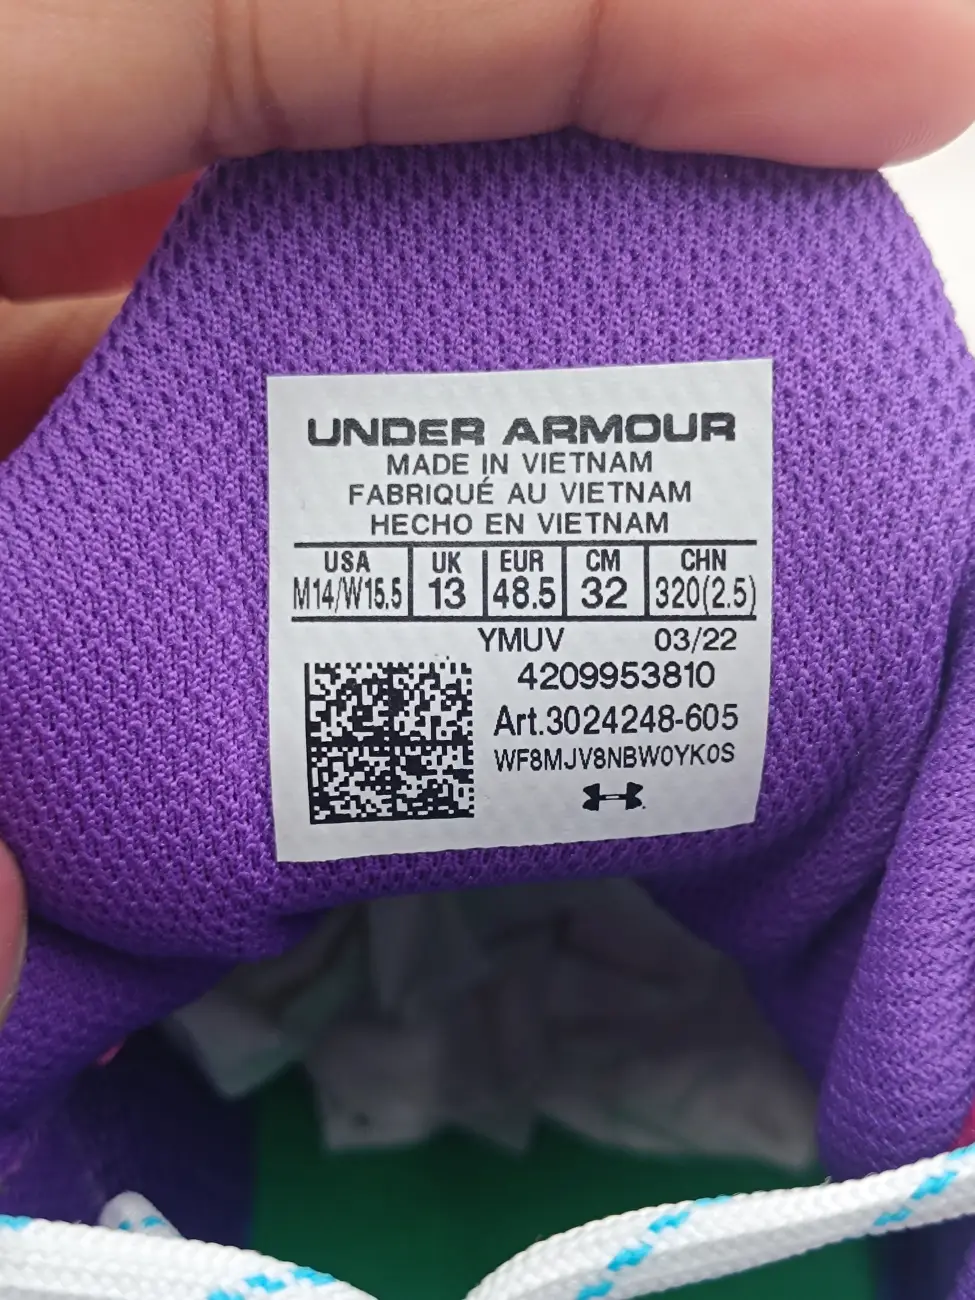 UNDER ARMOUR
MADE IN VIETNAM
FABRIQUÉ AU VIETNAM
HECHO EN VIETNAM
USA UK EUR CM CHN
M14/W15.5 13 48.5 32 320(2.5)
YMUV 03/22
4209953810
Art.3024248-605
WF8MJV8NBW0YK0S